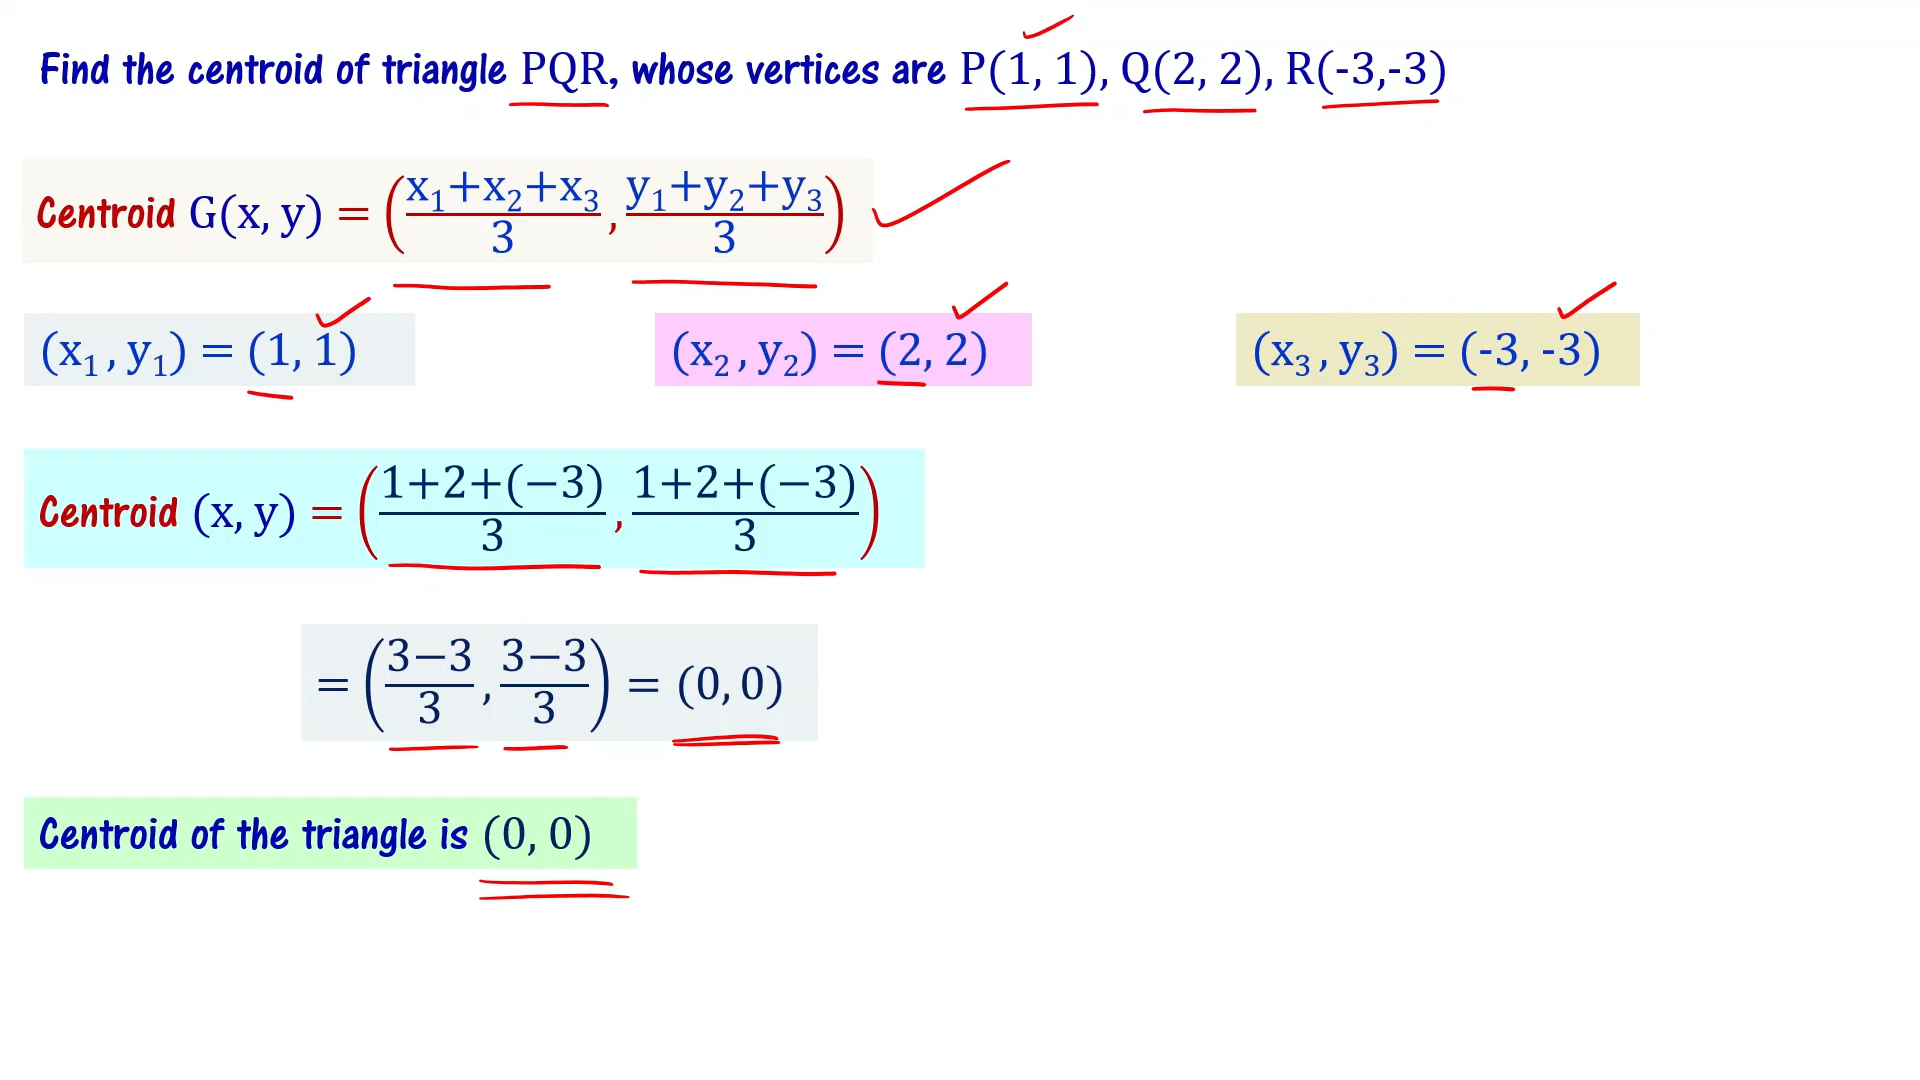 Find the centroid of triangle PQR, whose vertices are P(1, 1), Q(2, 2), R(-3,-3)
Centroid G(x, y) = ( (x₁+x₂+x₃)/3 , (y₁+y₂+y₃)/3 )
(x₁ , y₁) = (1, 1)
(x₂ , y₂) = (2, 2)
(x₃ , y₃) = (-3, -3)
Centroid (x, y) = ( (1+2+(−3))/3 , (1+2+(−3))/3 )
= ( (3−3)/3 , (3−3)/3 ) = (0, 0)
Centroid of the triangle is (0, 0)